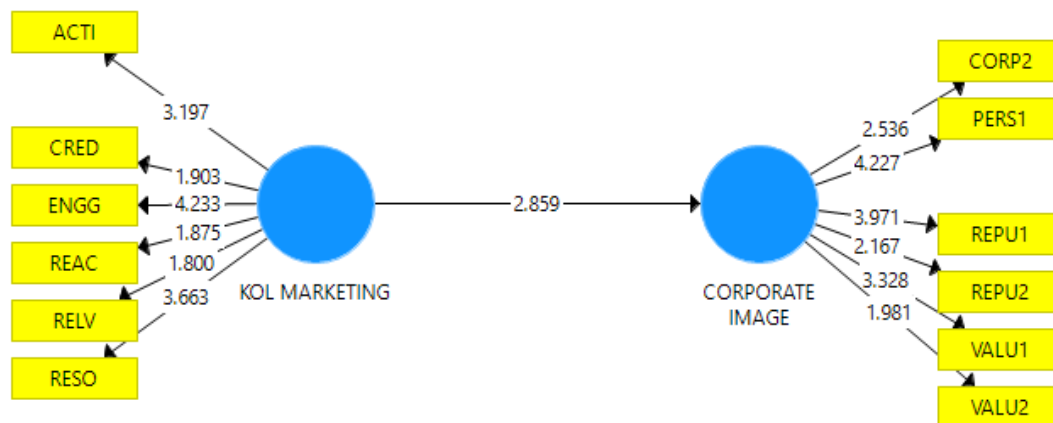 ACTI
CORP2
PERS1
3.197
2.536
4.227
CRED
1.903
ENGG
4.233
2.859
3.971
REPU1
REAC
1.875
2.167
1.800
KOL MARKETING
CORPORATE
IMAGE
3.328
REPU2
3.663
1.981
RELV
VALU1
RESO
VALU2